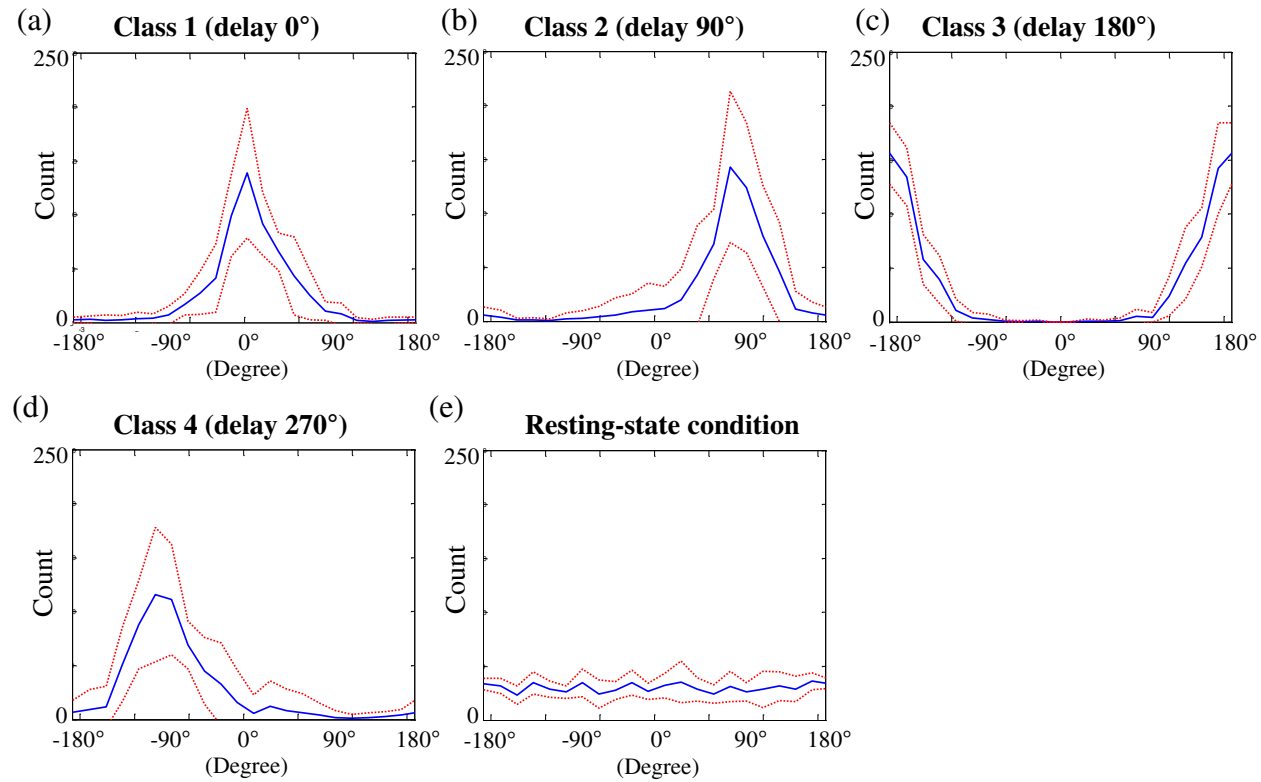 (a) Class 1 (delay 0°)
250
Count
0
-180° -90° 0° 90° 180°
(Degree)
(b) Class 2 (delay 90°)
250
Count
0
-180° -90° 0° 90° 180°
(Degree)
(c) Class 3 (delay 180°)
250
Count
0
-180° -90° 0° 90° 180°
(Degree)
(d) Class 4 (delay 270°)
250
Count
0
-180° -90° 0° 90° 180°
(Degree)
(e) Resting-state condition
250
Count
0
-180° -90° 0° 90° 180°
(Degree)